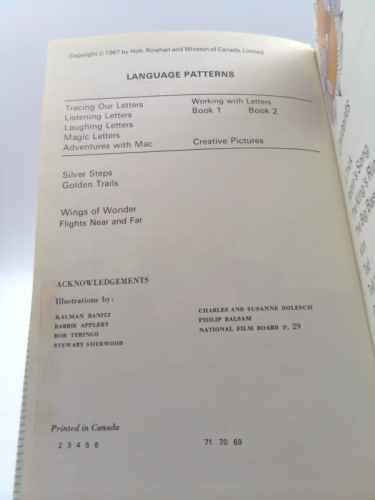 Copyright © 1967 by Holt, Rinehart and Winston of Canada, Limited
LANGUAGE PATTERNS
Tracing Our Letters
Listening Letters
Laughing Letters
Magic Letters
Adventures with Mac
Working with Letters
Book 1 Book 2
Creative Pictures
Silver Steps
Golden Trails
Wings of Wonder
Flights Near and Far
ACKNOWLEDGEMENTS
Illustrations by:
KALMAN BANITZ
BARRIE APPLEBY
BOB TERINGO
STEWART SHERWOOD
CHARLES AND SUSANNE DOLESCH
PHILIP BALSAM
NATIONAL FILM BOARD P. 29
Printed in Canada
2 3 4 5 6
71 70 69